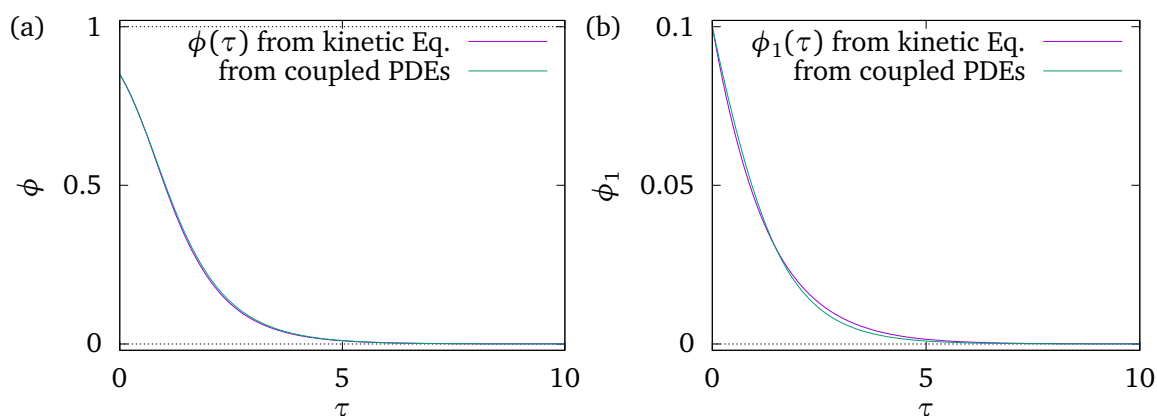 (a)
1
0.5
0
ϕ
ϕ(τ) from kinetic Eq.
from coupled PDEs
0
5
10
τ
(b)
0.1
0.05
0
ϕ₁
ϕ₁(τ) from kinetic Eq.
from coupled PDEs
0
5
10
τ